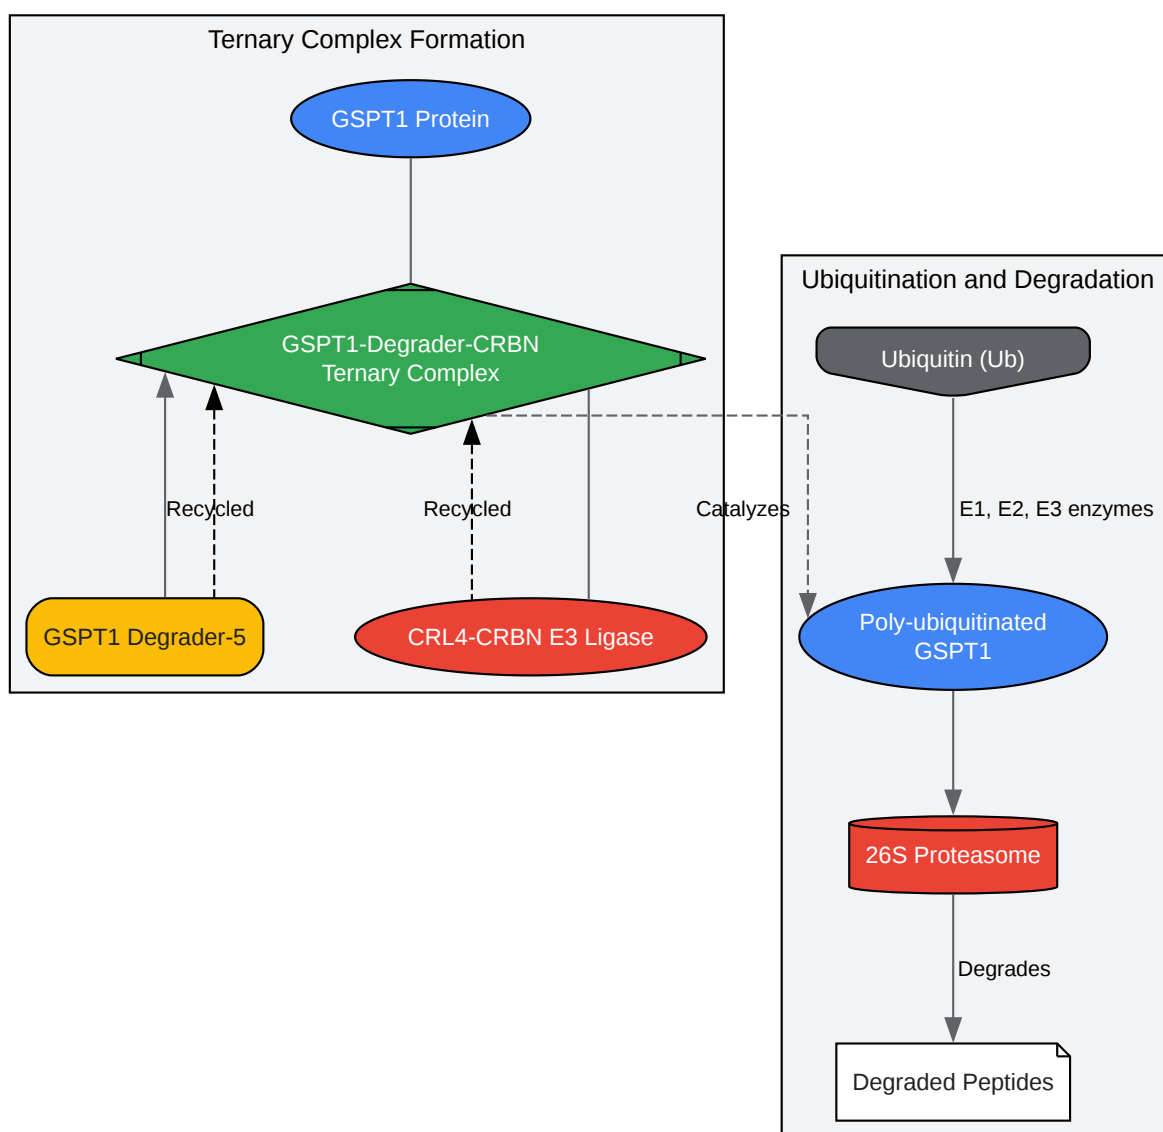 Ternary Complex Formation
GSPT1 Protein
GSPT1-Degrader-CRBN
Ternary Complex
Recycled
Recycled
Catalyzes
GSPT1 Degrader-5
CRL4-CRBN E3 Ligase
Ubiquitination and Degradation
Ubiquitin (Ub)
E1, E2, E3 enzymes
Poly-ubiquitinated
GSPT1
26S Proteasome
Degrades
Degraded Peptides